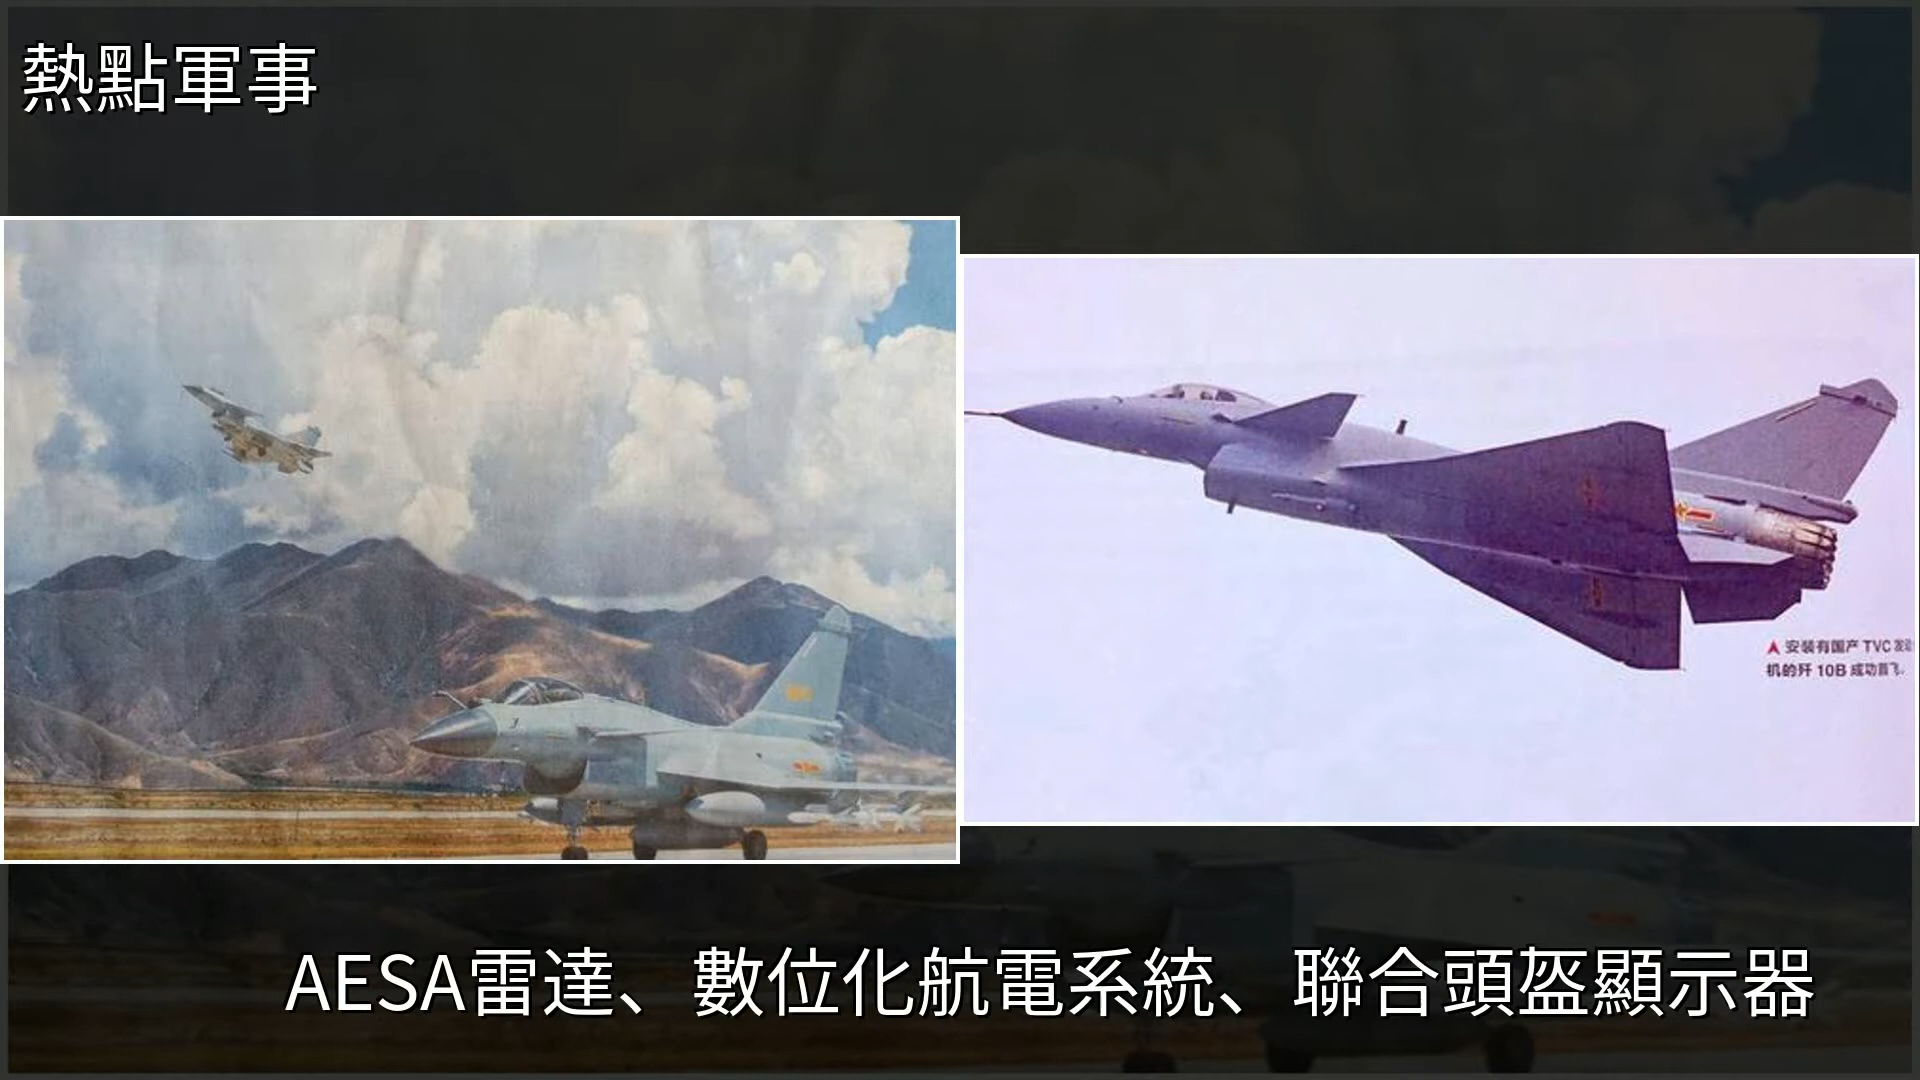 熱點軍事
▲ 安装有国产 TVC 发动
机的歼 10B 成功首飞.
AESA雷達、數位化航電系統、聯合頭盔顯示器